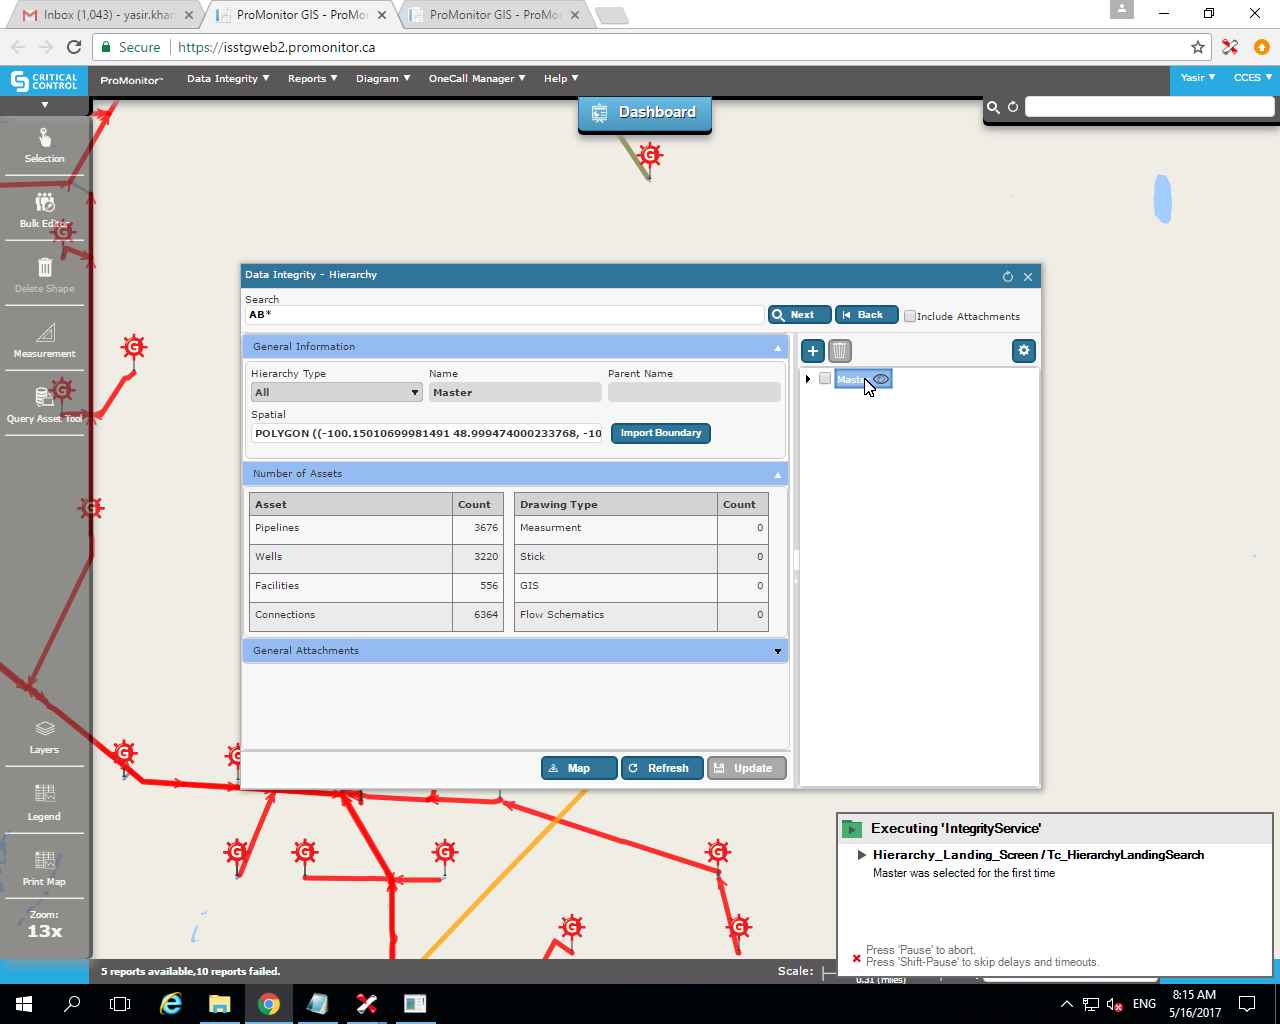 Inbox (1,043) - yasir.khan
ProMonitor GIS - ProMo
ProMonitor GIS - ProMo
Secure
https://isstgweb2.promonitor.ca
CRITICAL CONTROL
ProMonitor™
Data Integrity ▼
Reports ▼
Diagram ▼
OneCall Manager ▼
Help ▼
Yasir ▼
CCES ▼
Dashboard
Selection
Bulk Editor
Delete Shape
Measurement
Query Asset Tool
Layers
Legend
Print Map
Zoom:
13x
Data Integrity - Hierarchy
Search
AB*
Next
Back
Include Attachments
General Information
Hierarchy Type
Name
Parent Name
All
Master
Spatial
POLYGON ((-100.15010699981491 48.999474000233768, -10
Import Boundary
Number of Assets
Asset Count
Drawing Type Count
Pipelines 3676
Measurment 0
Wells 3220
Stick 0
Facilities 556
GIS 0
Connections 6364
Flow Schematics 0
General Attachments
Map
Refresh
Update
G
G
G
G
G
G
G
G
G
G
G
G
G
Executing 'IntegrityService'
Hierarchy_Landing_Screen / Tc_HierarchyLandingSearch
Master was selected for the first time
Press 'Pause' to abort.
Press 'Shift-Pause' to skip delays and timeouts.
5 reports available,10 reports failed.
Scale:
0.31 (miles)
ENG
8:15 AM
5/16/2017